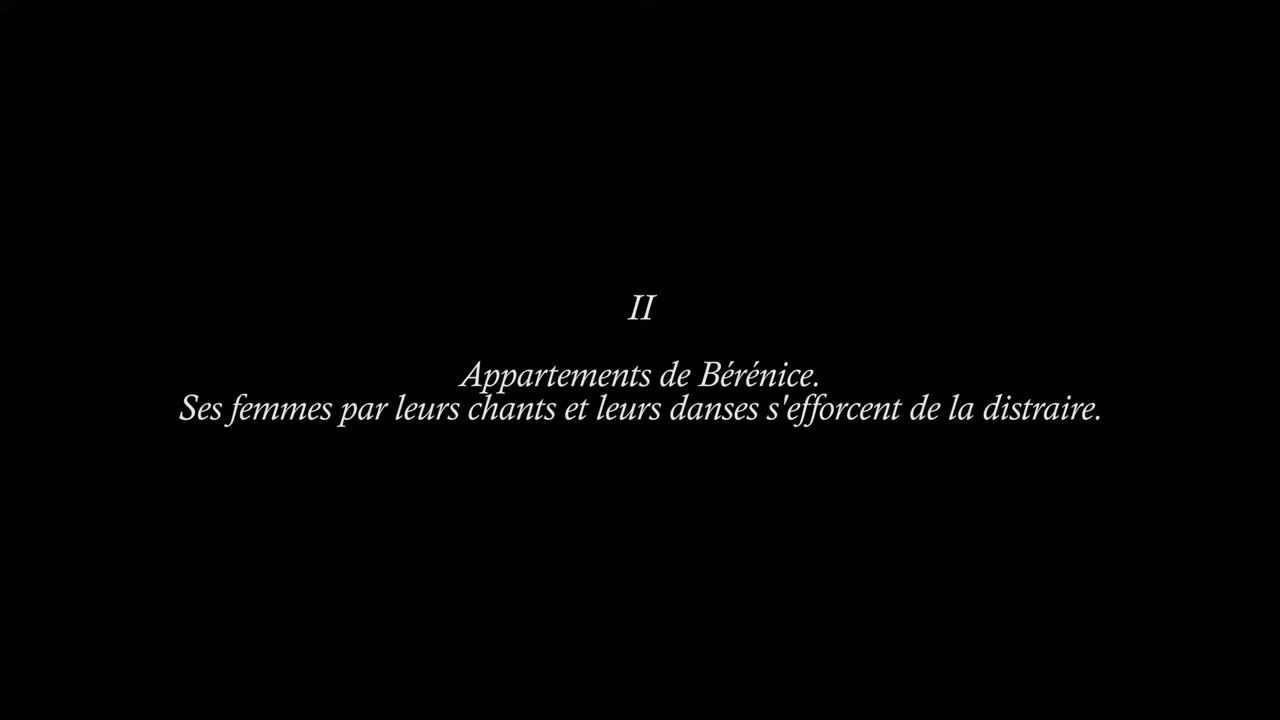 II
Appartements de Bérénice.
Ses femmes par leurs chants et leurs danses s'efforcent de la distraire.